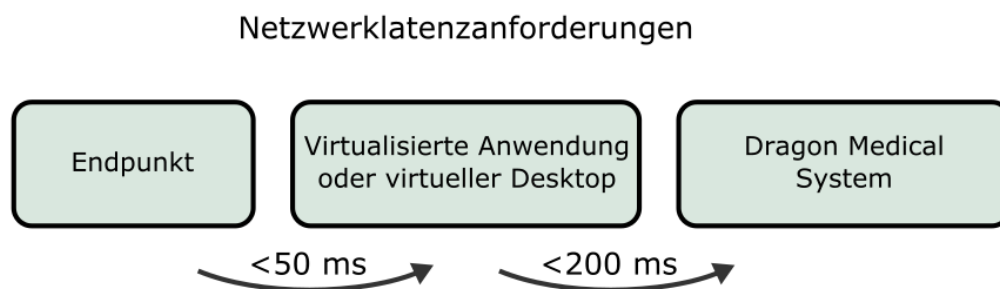 Netzwerklatenzanforderungen
Endpunkt
Virtualisierte Anwendung
oder virtueller Desktop
Dragon Medical
System
<50 ms
<200 ms